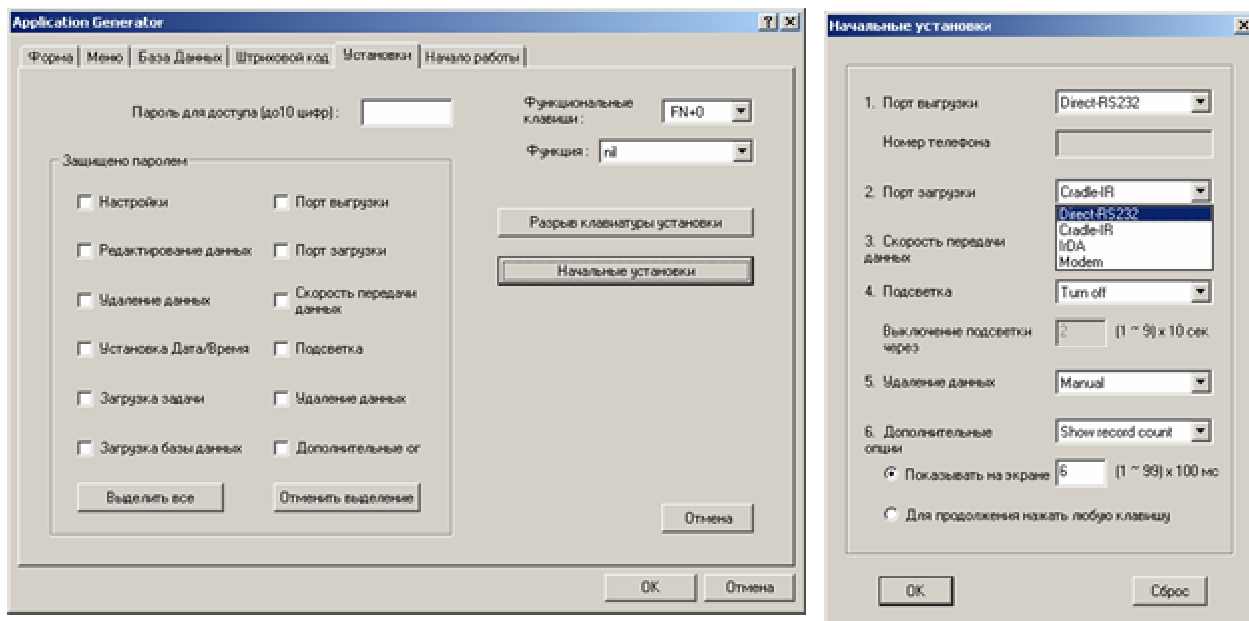 Application Generator
Форма
Меню
База Данных
Штриховой код
Установки
Начало работы
Пароль для доступа (до10 цифр) :
Функциональные
клавиши :
FN+0
Функция :
nil
Защищено паролем
Настройки
Порт выгрузки
Редактирование данных
Порт загрузки
Удаление данных
Скорость передачи
данных
Установка Дата/Время
Подсветка
Загрузка задачи
Удаление данных
Загрузка базы данных
Дополнительные ог
Выделить все
Отменить выделение
Разрыв клавиатуры установки
Начальные установки
Отмена
OK
Отмена
Начальные установки
1. Порт выгрузки
Direct-RS232
Номер телефона
2. Порт загрузки
Cradle-IR
Direct-RS232
Cradle-IR
IrDA
Modem
3. Скорость передачи
данных
4. Подсветка
Turn off
Выключение подсветки
через
2
(1 ~ 9) x 10 сек
5. Удаление данных
Manual
6. Дополнительные
опции
Show record count
Показывать на экране
6
(1 ~ 99) x 100 мс
Для продолжения нажать любую клавишу
OK
Сброс